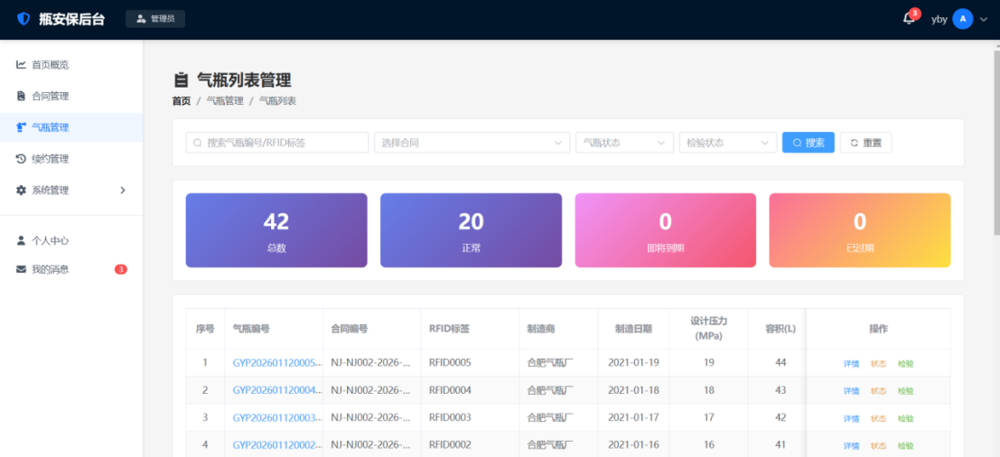 瓶安保后台
管理员
3
yby
A
首页概览
合同管理
气瓶管理
续约管理
系统管理
个人中心
我的消息
3
气瓶列表管理
首页 / 气瓶管理 / 气瓶列表
搜索气瓶编号/RFID标签
选择合同
气瓶状态
检验状态
搜索
重置
42
总数
20
正常
0
即将到期
0
已过期
序号 气瓶编号 合同编号 RFID标签 制造商 制造日期 设计压力(MPa) 容积(L) 操作
1 GYP202601120005... NJ-NJ002-2026-... RFID0005 合肥气瓶厂 2021-01-19 19 44 详情 状态 检验
2 GYP202601120004... NJ-NJ002-2026-... RFID0004 合肥气瓶厂 2021-01-18 18 43 详情 状态 检验
3 GYP202601120003... NJ-NJ002-2026-... RFID0003 合肥气瓶厂 2021-01-17 17 42 详情 状态 检验
4 GYP202601120002... NJ-NJ002-2026-... RFID0002 合肥气瓶厂 2021-01-16 16 41 详情 状态 检验